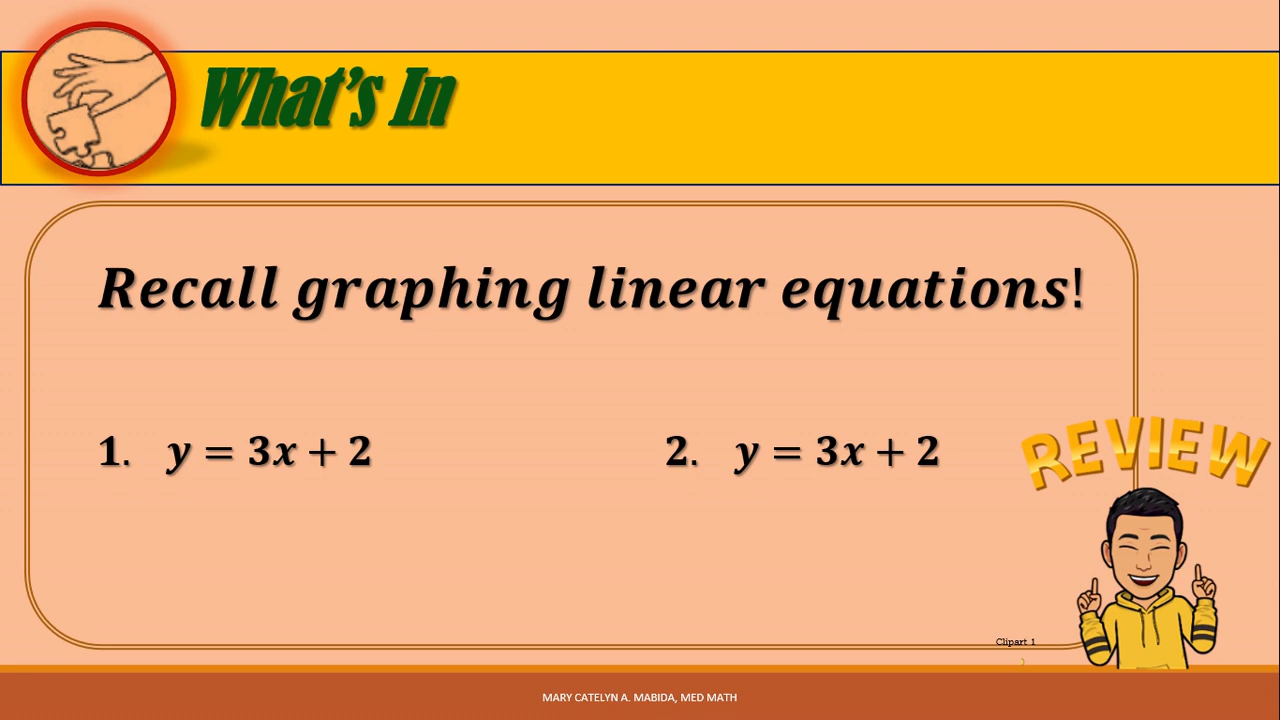 What's In
Recall graphing linear equations!
1. y = 3x + 2
2. y = 3x + 2
REVIEW
Clipart 1
MARY CATELYN A. MABIDA, MED MATH